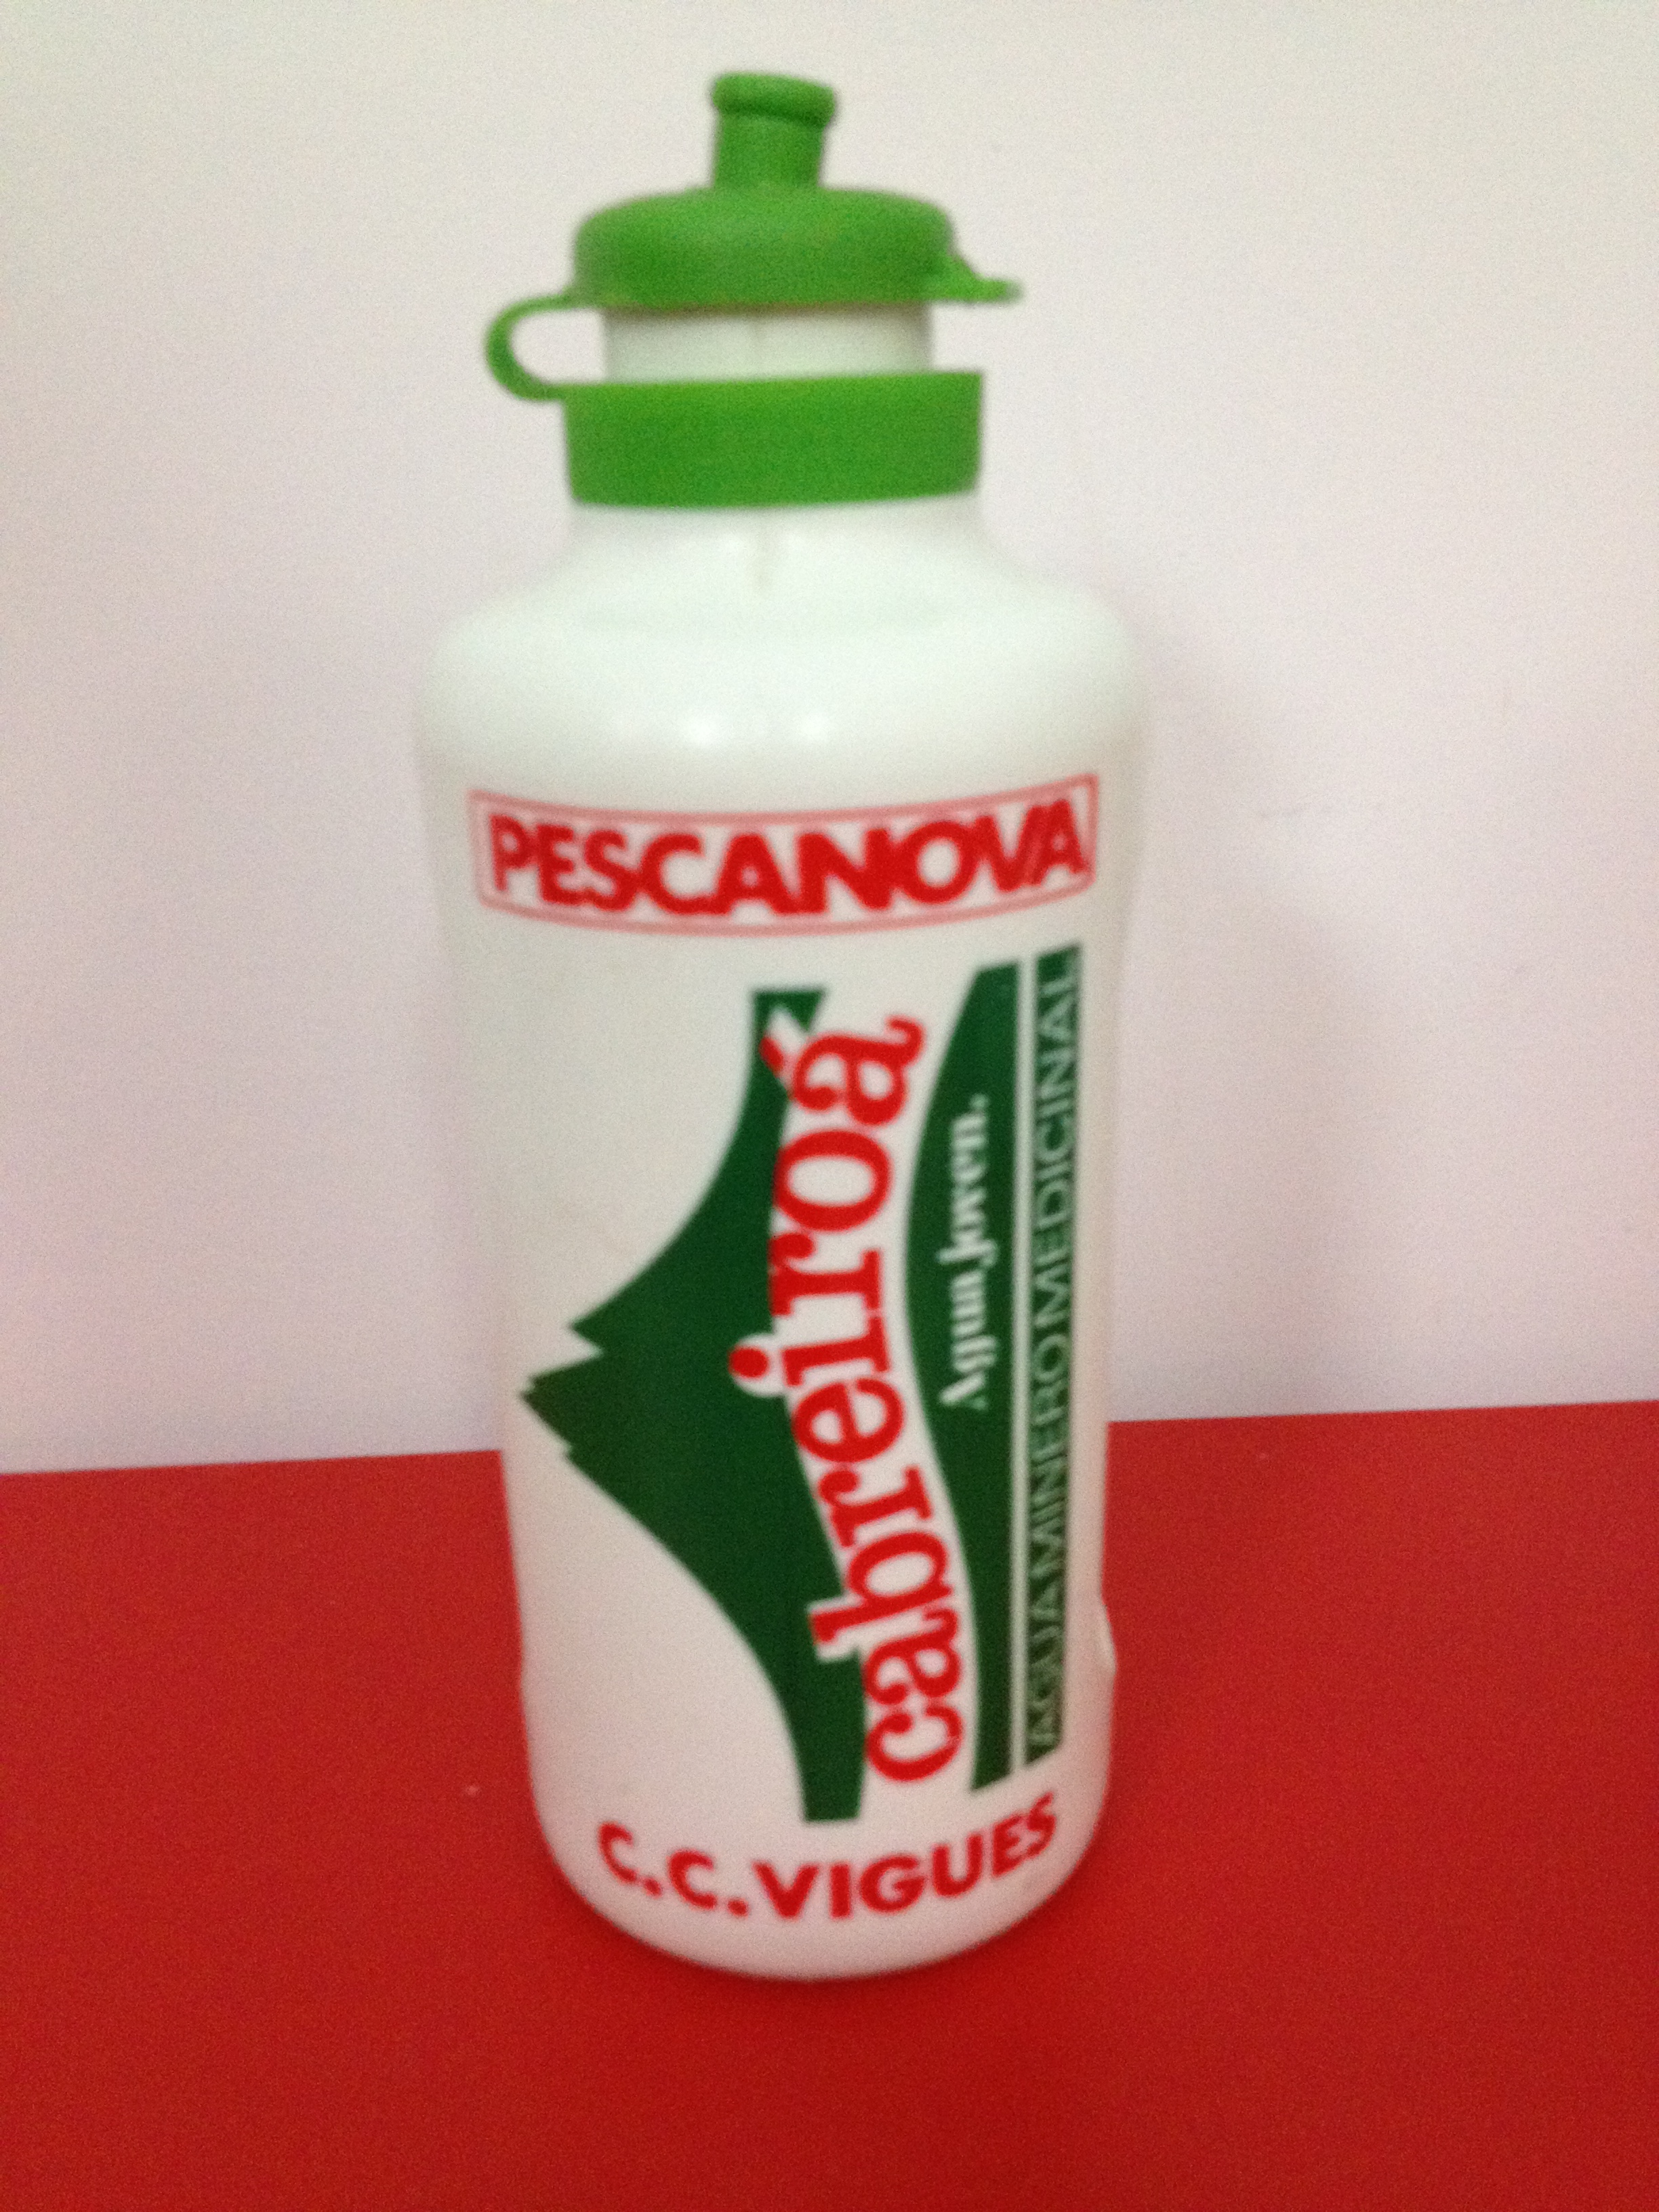 PESCANOVA
cabreiroá
Agua joven.
AGUA MINERO MEDICINAL
C.C.VIGUES